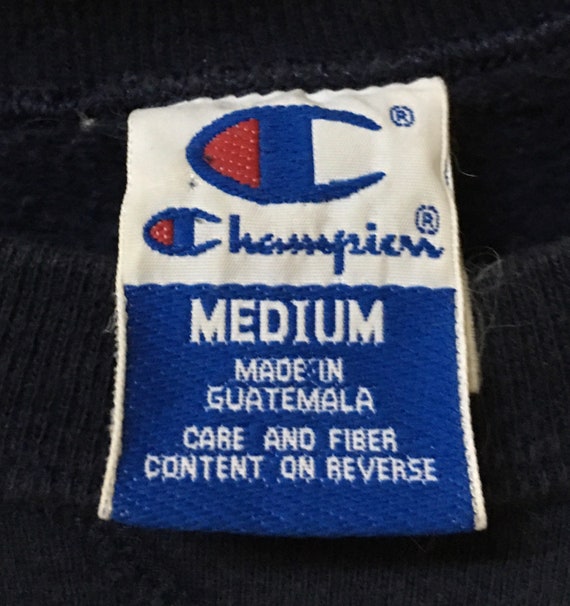 ®
Champion®
MEDIUM
MADE IN
GUATEMALA
CARE AND FIBER
CONTENT ON REVERSE